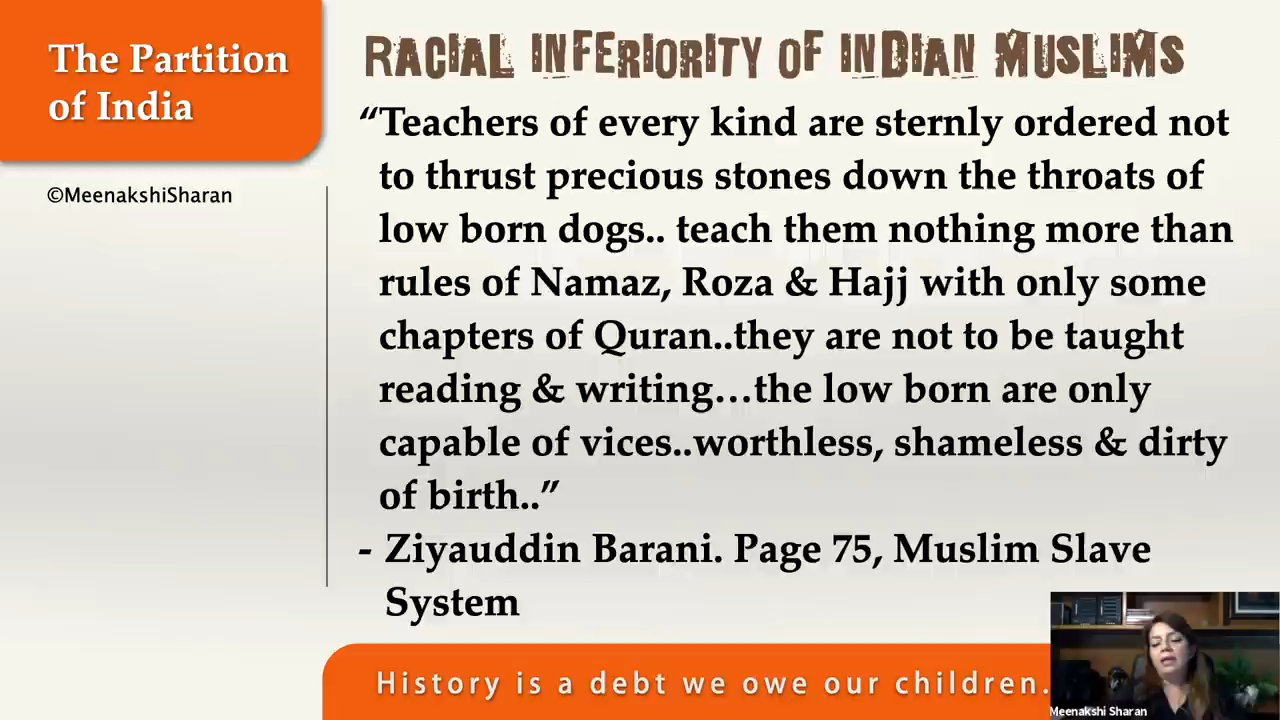 The Partition
of India
©MeenakshiSharan
RACIAL INFERIORITY OF INDIAN MUSLIMS
“Teachers of every kind are sternly ordered not
to thrust precious stones down the throats of
low born dogs.. teach them nothing more than
rules of Namaz, Roza & Hajj with only some
chapters of Quran..they are not to be taught
reading & writing…the low born are only
capable of vices..worthless, shameless & dirty
of birth..”
- Ziyauddin Barani. Page 75, Muslim Slave
System
History is a debt we owe our children.
Meenakshi Sharan